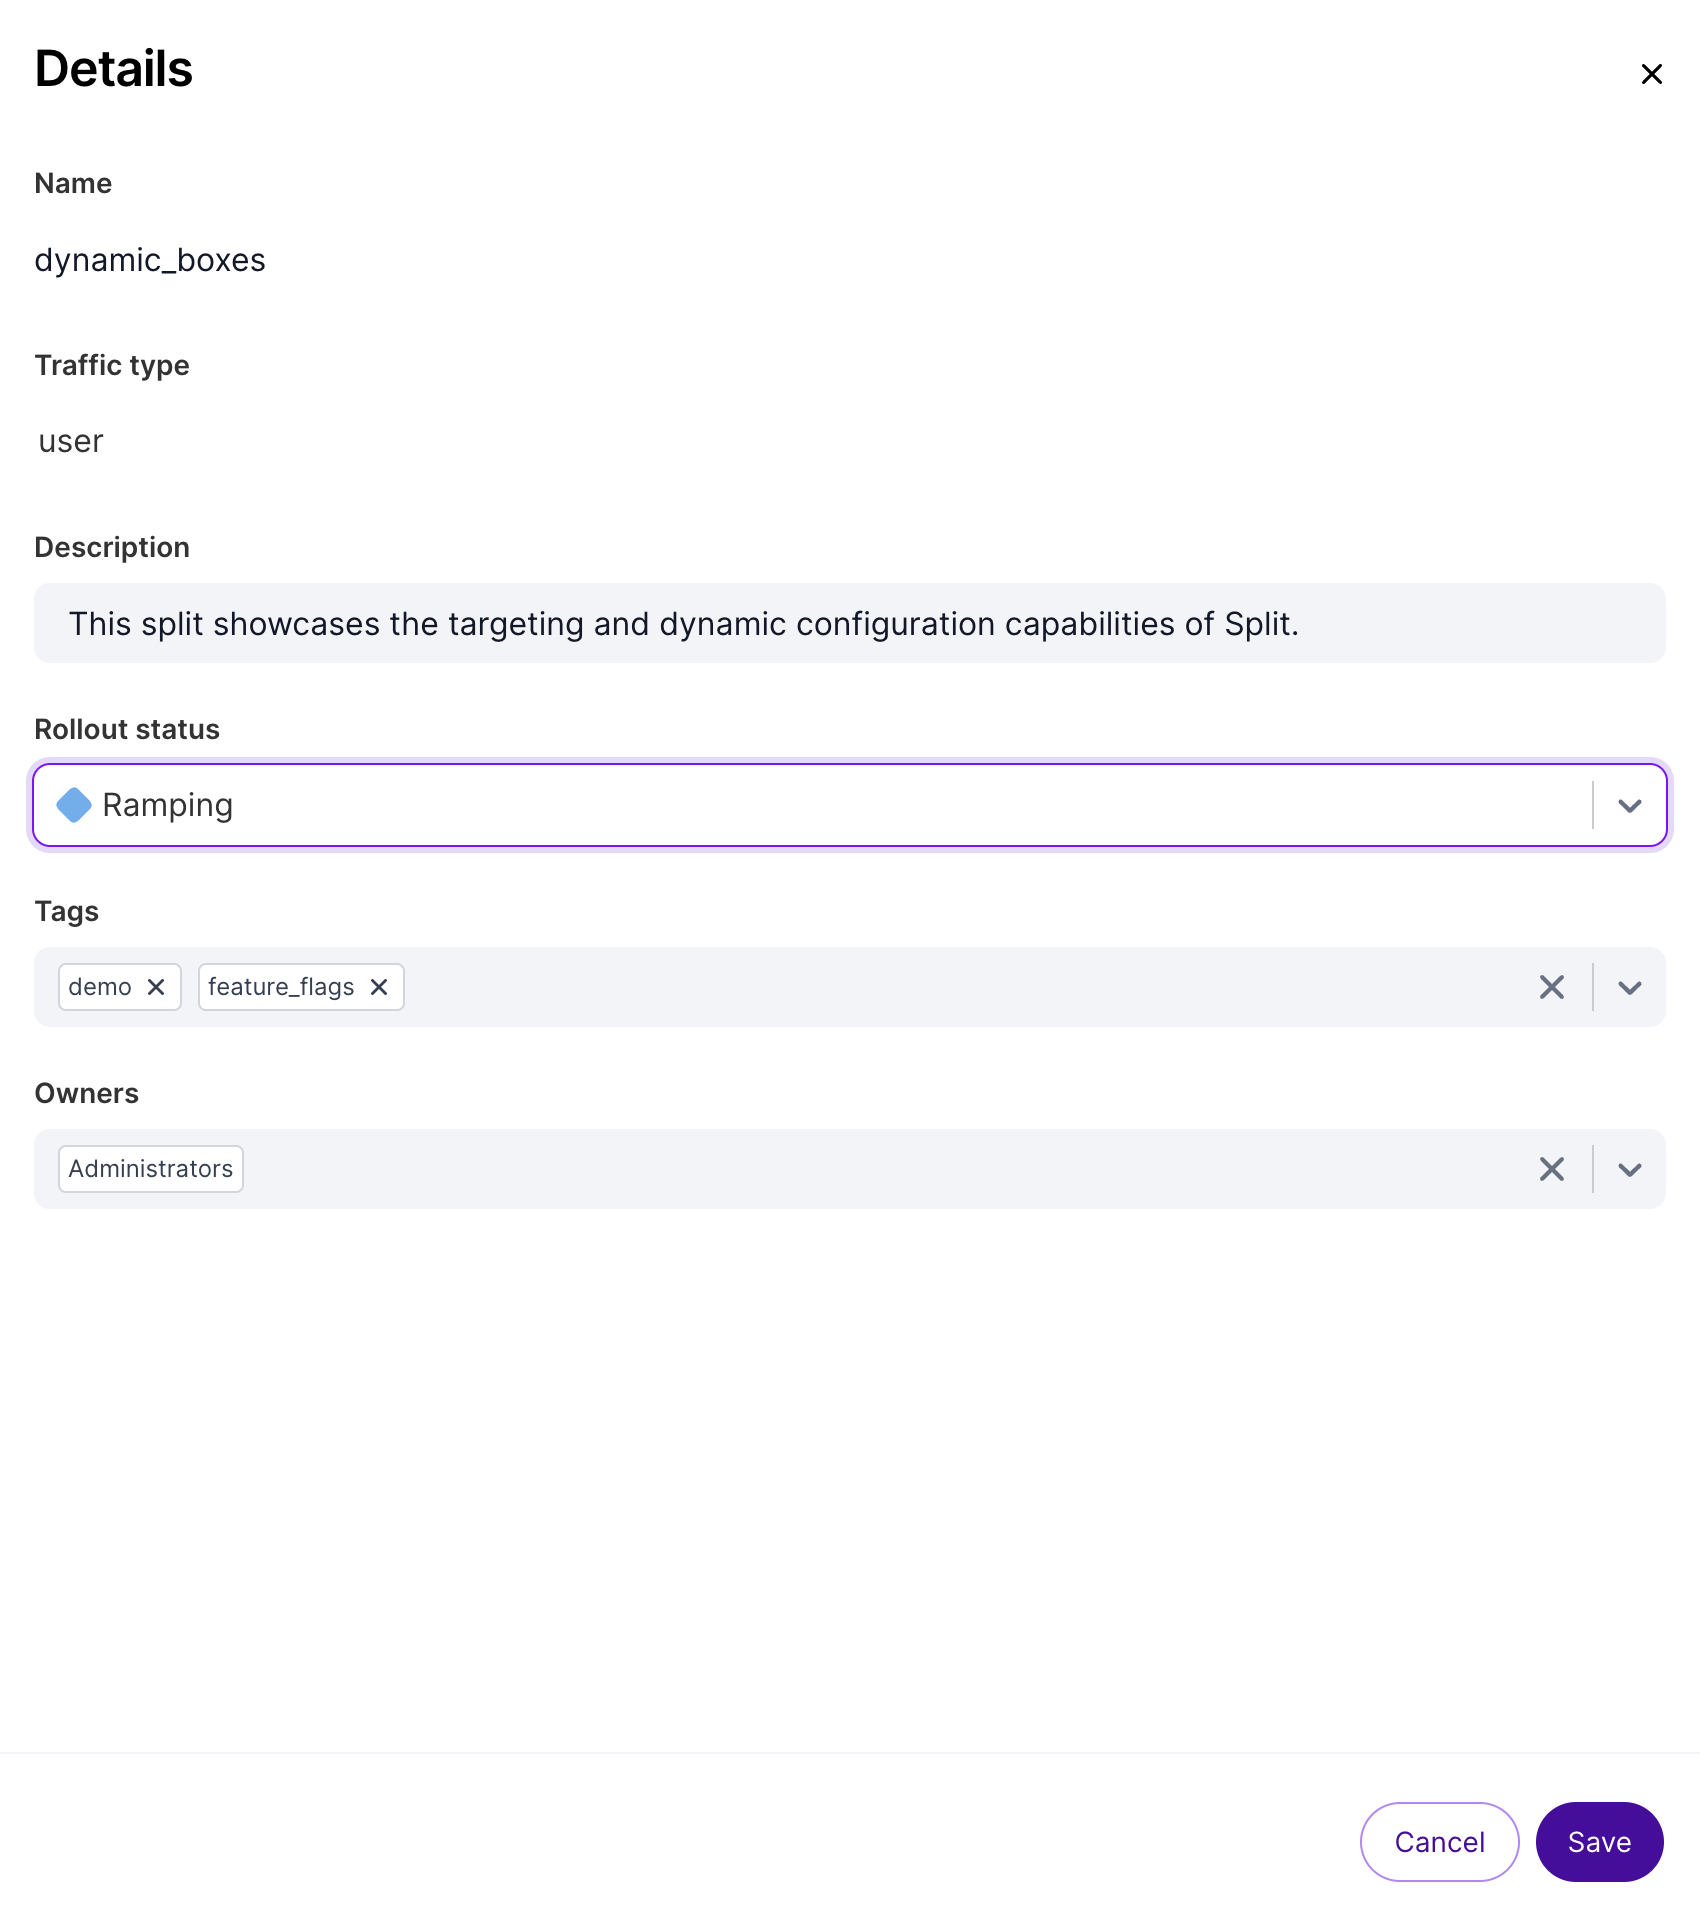 Details
Name
dynamic_boxes
Traffic type
user
Description
This split showcases the targeting and dynamic configuration capabilities of Split.
Rollout status
Ramping
Tags
demo feature_flags
Owners
Administrators
Cancel Save